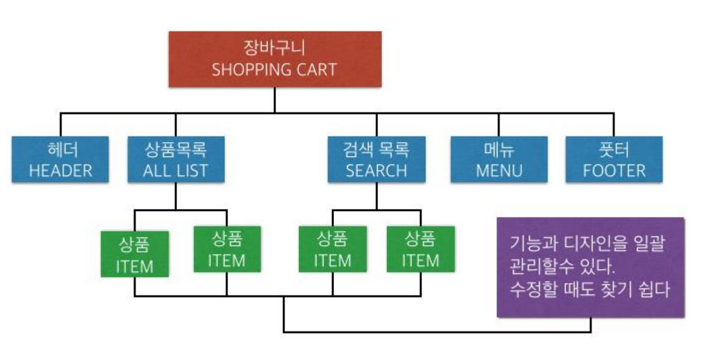 장바구니
SHOPPING CART
헤더
HEADER
상품목록
ALL LIST
검색 목록
SEARCH
메뉴
MENU
풋터
FOOTER
상품
ITEM
상품
ITEM
상품
ITEM
상품
ITEM
기능과 디자인을 일괄
관리할수 있다.
수정할 때도 찾기 쉽다